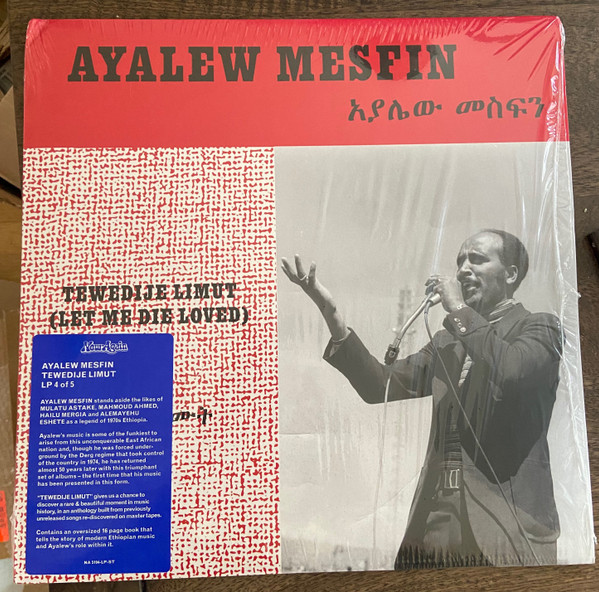 AYALEW MESFIN
አያሌው መስፍን
TEWEDIJE LIMUT
(LET ME DIE LOVED)
Now-Again
AYALEW MESFIN
TEWEDIJE LIMUT
LP 4 of 5
AYALEW MESFIN stands aside the likes of
MULATU ASTAKE, MAHMOUD AHMED,
HAILU MERGIA and ALEMAYEHU
ESHETE as a legend of 1970s Ethiopia.
Ayalew's music is some of the funkiest to
arise from this unconquerable East African
nation and, though he was forced under-
ground by the Derg regime that took control
of the country in 1974, he has returned
almost 50 years later with this triumphant
set of albums – the first time that his music
has been presented in this form.
"TEWEDIJE LIMUT" gives us a chance to
discover a rare & beautiful moment in music
history, in an anthology built from previously
unreleased songs re-discovered on master tapes.
Contains an oversized 16 page book that
tells the story of modern Ethiopian music
and Ayalew's role within it.